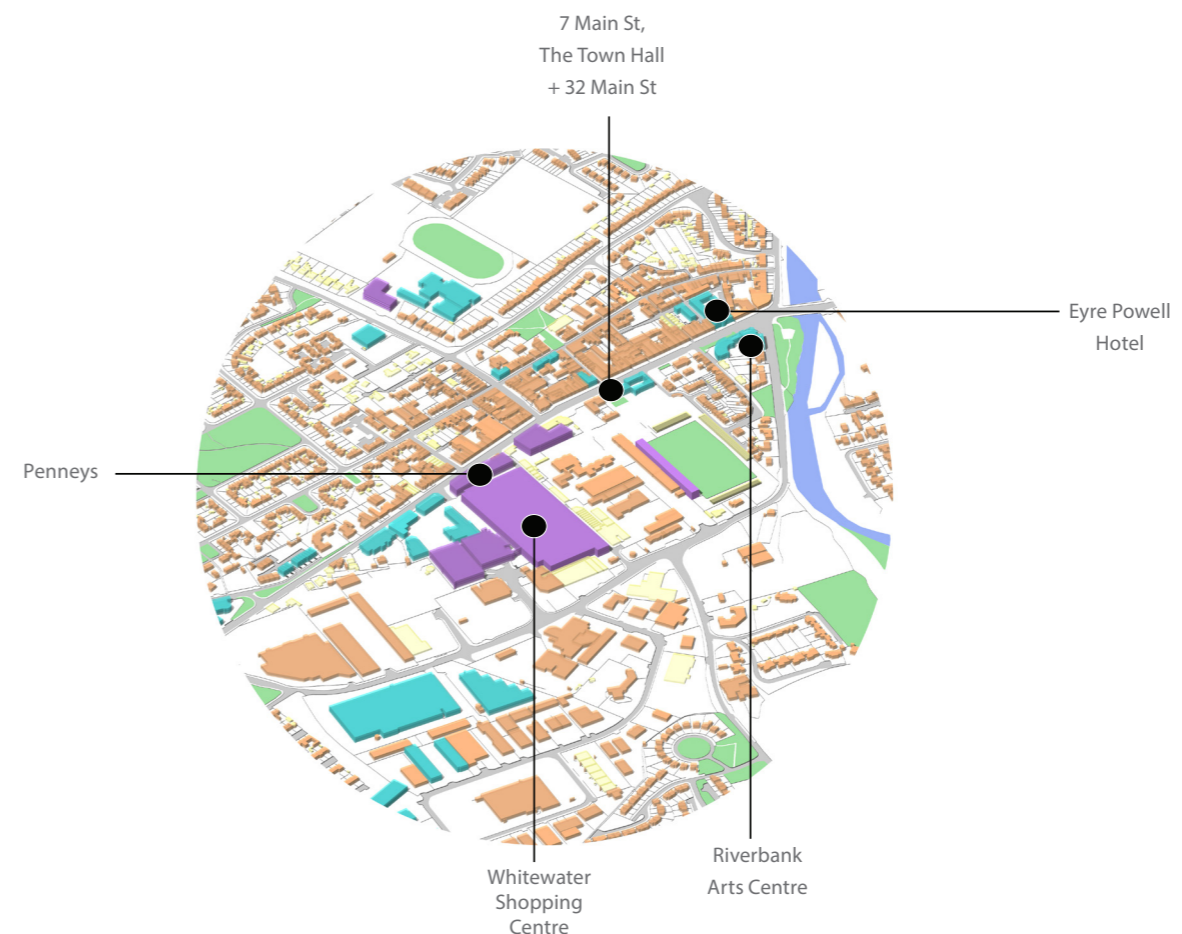 7 Main St,
The Town Hall
+ 32 Main St
Eyre Powell
Hotel
Penneys
Riverbank
Arts Centre
Whitewater
Shopping
Centre